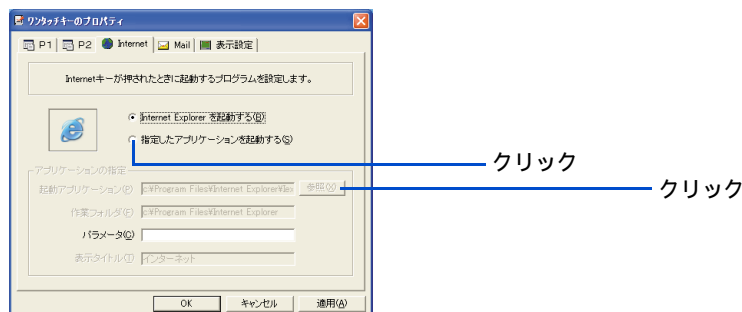 ワンタッチキーのプロパティ
P1 P2 Internet Mail 表示設定
Internetキーが押されたときに起動するプログラムを設定します。
Internet Explorer を起動する(B)
指定したアプリケーションを起動する(S)
クリック
アプリケーションの指定
起動アプリケーション(P) c:¥Program Files¥Internet Explorer¥iex 参照(X)
クリック
作業フォルダ(F) c:¥Program Files¥Internet Explorer
パラメータ(C)
表示タイトル(T) インターネット
OK キャンセル 適用(A)